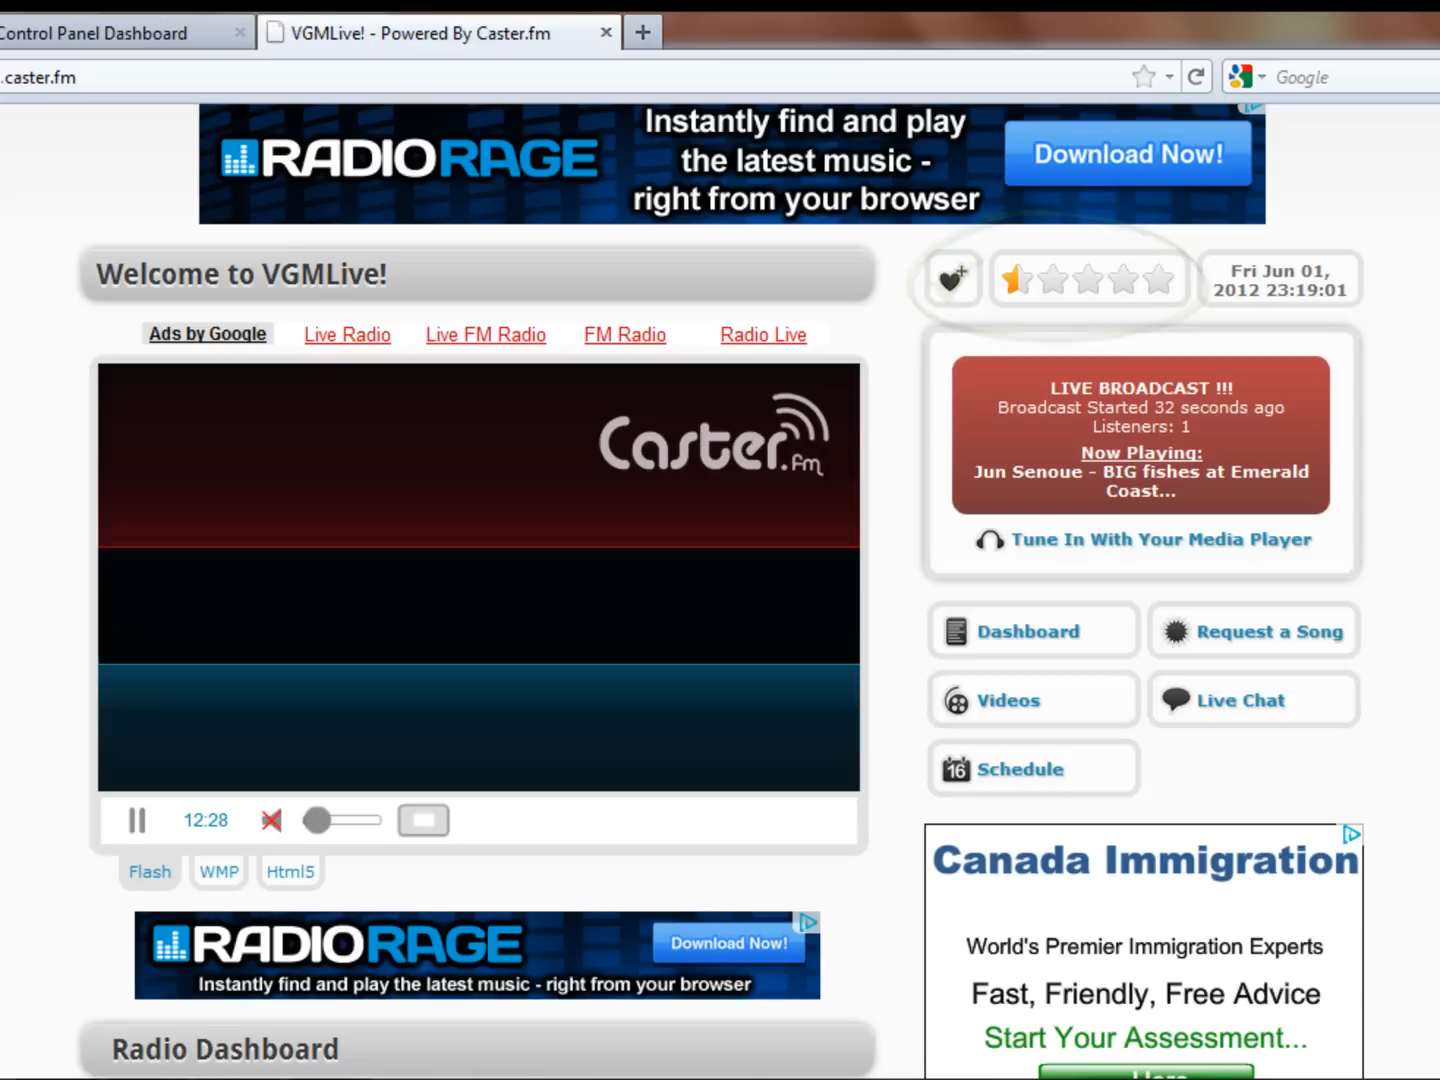 Control Panel Dashboard
VGMLive! - Powered By Caster.fm
.caster.fm
Google
RADIORAGE
Instantly find and play
the latest music -
right from your browser
Download Now!
Welcome to VGMLive!
Fri Jun 01,
2012 23:19:01
Ads by Google
Live Radio
Live FM Radio
FM Radio
Radio Live
Caster.fm
LIVE BROADCAST !!!
Broadcast Started 32 seconds ago
Listeners: 1
Now Playing:
Jun Senoue - BIG fishes at Emerald
Coast...
Tune In With Your Media Player
Dashboard
Request a Song
Videos
Live Chat
16
Schedule
12:28
Flash
WMP
Html5
RADIORAGE
Download Now!
Instantly find and play the latest music - right from your browser
Canada Immigration
World's Premier Immigration Experts
Fast, Friendly, Free Advice
Start Your Assessment...
Radio Dashboard